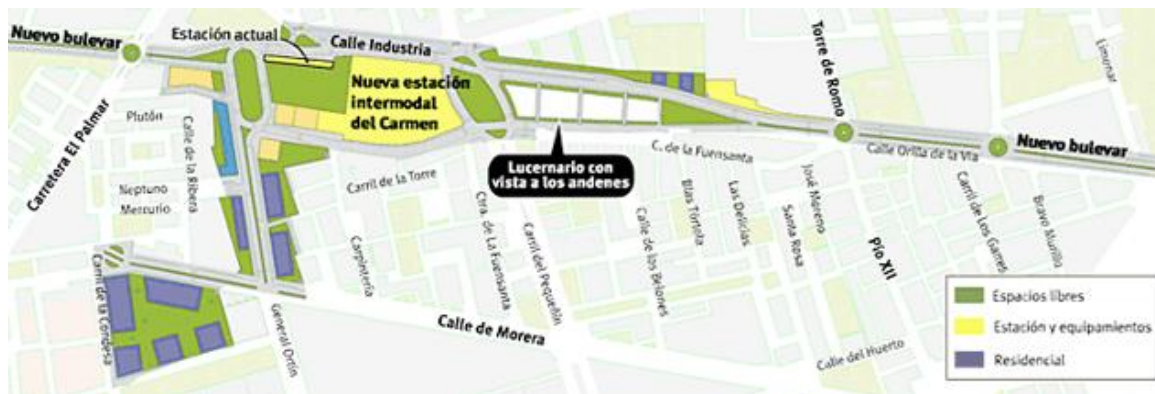 Nuevo bulevar
Estación actual
Calle Industria
Torre de Romo
Limonar
Nueva estación
intermodal
del Carmen
Carretera El Palmar
Plutón
Calle de la Ribera
Neptuno
Mercurio
Lucernario con
vista a los andenes
C. de la Fuensanta
Calle Orilla de la Vía
Nuevo bulevar
Carril de la Torre
Carpintería
Ctra. de La Fuensanta
Carril del Pequeñín
Calle de los Belones
Blas Tórtola
Las Delicias
Santa Rosa
José Moreno
Pío XII
Carril de Los Garres
Bravo Murillo
Carril de la Condesa
General Ortín
Calle de Morera
Calle del Huerto
Espacios libres
Estación y equipamientos
Residencial